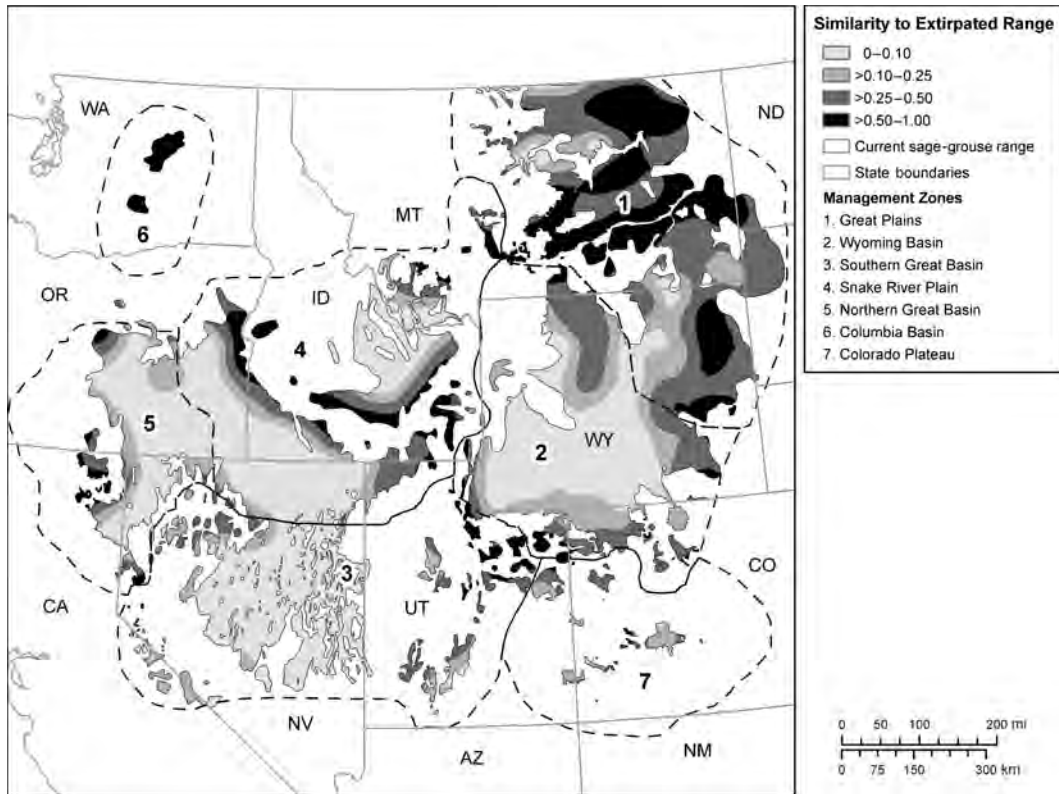 WA
ND
MT
1
6
OR
ID
4
5
2
WY
3
CA
UT
CO
7
NV
AZ
NM
Similarity to Extirpated Range
0–0.10
>0.10–0.25
>0.25–0.50
>0.50–1.00
Current sage-grouse range
State boundaries
Management Zones
1. Great Plains
2. Wyoming Basin
3. Southern Great Basin
4. Snake River Plain
5. Northern Great Basin
6. Columbia Basin
7. Colorado Plateau
0 50 100 200 mi
0 75 150 300 km